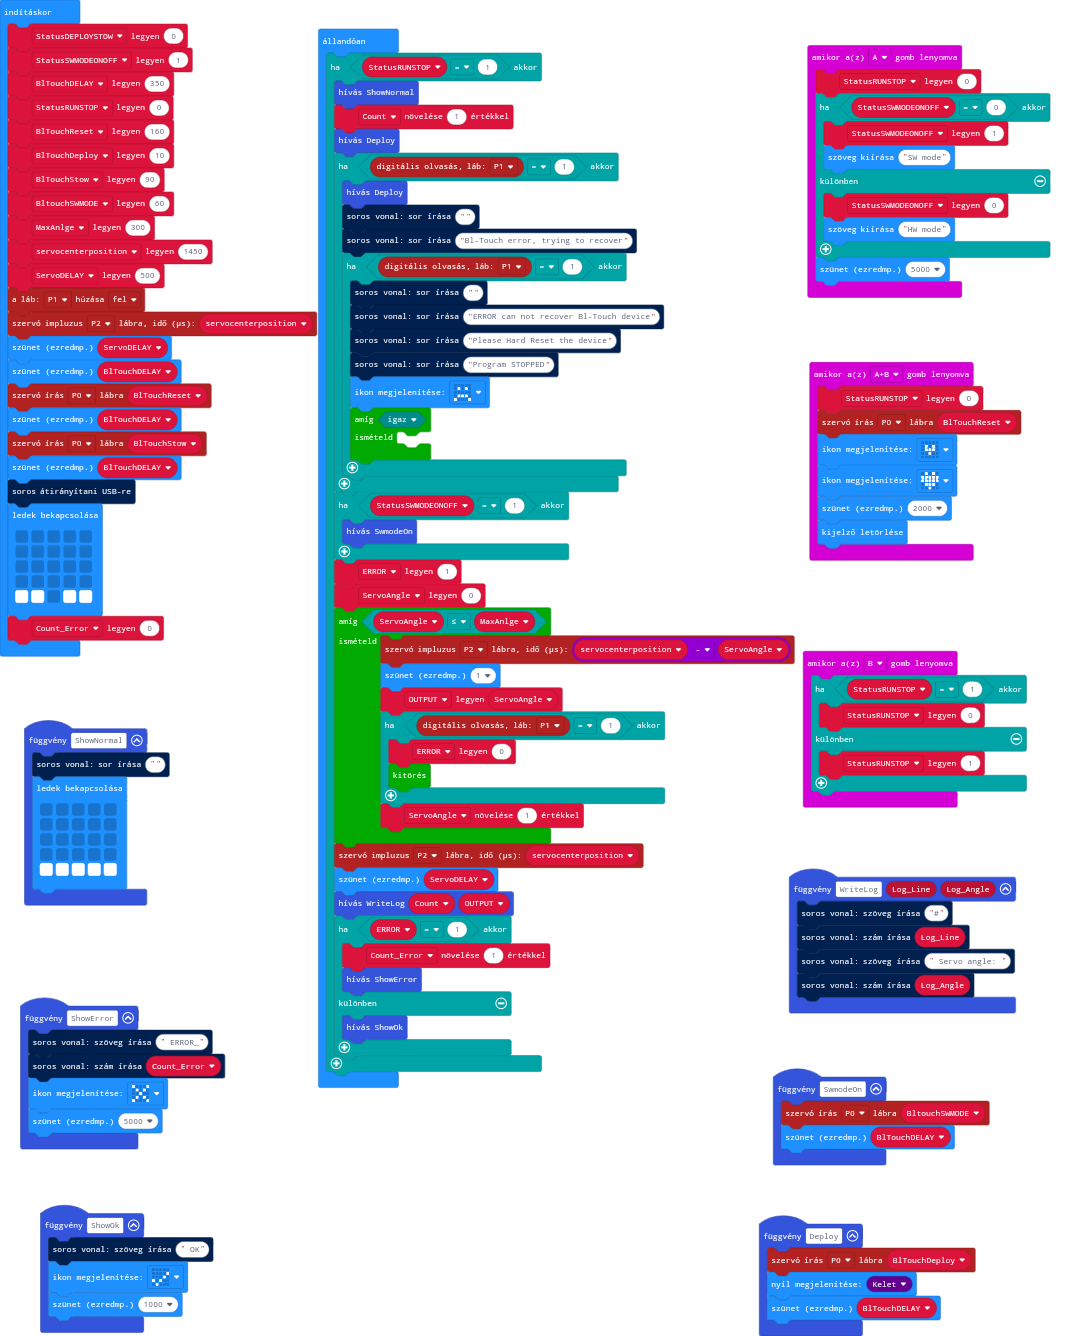 indításkor
StatusDEPLOYSTOW legyen 0
StatusSWMODEONOFF legyen 1
BlTouchDELAY legyen 350
StatusRUNSTOP legyen 0
BlTouchReset legyen 160
BlTouchDeploy legyen 10
BlTouchStow legyen 90
BltouchSWMODE legyen 60
MaxAnlge legyen 300
servocenterposition legyen 1450
ServoDELAY legyen 500
a láb: P1 húzása fel
szervó impluzus P2 lábra, idő (µs): servocenterposition
szünet (ezredmp.) ServoDELAY
szünet (ezredmp.) BlTouchDELAY
szervó írás P0 lábra BlTouchReset
szünet (ezredmp.) BlTouchDELAY
szervó írás P0 lábra BlTouchStow
szünet (ezredmp.) BlTouchDELAY
soros átirányítani USB-re
ledek bekapcsolása
Count_Error legyen 0
függvény ShowNormal
soros vonal: sor írása ""
ledek bekapcsolása
függvény ShowError
soros vonal: szöveg írása " ERROR_"
soros vonal: szám írása Count_Error
ikon megjelenítése:
szünet (ezredmp.) 5000
függvény ShowOk
soros vonal: szöveg írása " OK"
ikon megjelenítése:
szünet (ezredmp.) 1000
állandóan
ha StatusRUNSTOP = 1 akkor
hívás ShowNormal
Count növelése 1 értékkel
hívás Deploy
ha digitális olvasás, láb: P1 = 1 akkor
hívás Deploy
soros vonal: sor írása ""
soros vonal: sor írása "Bl-Touch error, trying to recover"
ha digitális olvasás, láb: P1 = 1 akkor
soros vonal: sor írása ""
soros vonal: sor írása "ERROR can not recover Bl-Touch device"
soros vonal: sor írása "Please Hard Reset the device"
soros vonal: sor írása "Program STOPPED"
ikon megjelenítése:
amíg igaz
ismételd
ha StatusSWMODEONOFF = 1 akkor
hívás SwmodeOn
ERROR legyen 1
ServoAngle legyen 0
amíg ServoAngle ≤ MaxAnlge
ismételd
szervó impluzus P2 lábra, idő (µs): servocenterposition - ServoAngle
szünet (ezredmp.) 1
OUTPUT legyen ServoAngle
ha digitális olvasás, láb: P1 = 1 akkor
ERROR legyen 0
kitörés
ServoAngle növelése 1 értékkel
szervó impluzus P2 lábra, idő (µs): servocenterposition
szünet (ezredmp.) ServoDELAY
hívás WriteLog Count OUTPUT
ha ERROR = 1 akkor
Count_Error növelése 1 értékkel
hívás ShowError
különben
hívás ShowOk
amikor a(z) A gomb lenyomva
StatusRUNSTOP legyen 0
ha StatusSWMODEONOFF = 0 akkor
StatusSWMODEONOFF legyen 1
szöveg kiírása "SW mode"
különben
StatusSWMODEONOFF legyen 0
szöveg kiírása "HW mode"
szünet (ezredmp.) 5000
amikor a(z) A+B gomb lenyomva
StatusRUNSTOP legyen 0
szervó írás P0 lábra BlTouchReset
ikon megjelenítése:
ikon megjelenítése:
szünet (ezredmp.) 2000
kijelző letörlése
amikor a(z) B gomb lenyomva
ha StatusRUNSTOP = 1 akkor
StatusRUNSTOP legyen 0
különben
StatusRUNSTOP legyen 1
függvény WriteLog Log_Line Log_Angle
soros vonal: szöveg írása "#"
soros vonal: szám írása Log_Line
soros vonal: szöveg írása " Servo angle: "
soros vonal: szám írása Log_Angle
függvény SwmodeOn
szervó írás P0 lábra BltouchSWMODE
szünet (ezredmp.) BlTouchDELAY
függvény Deploy
szervó írás P0 lábra BlTouchDeploy
nyíl megjelenítése: Kelet
szünet (ezredmp.) BlTouchDELAY